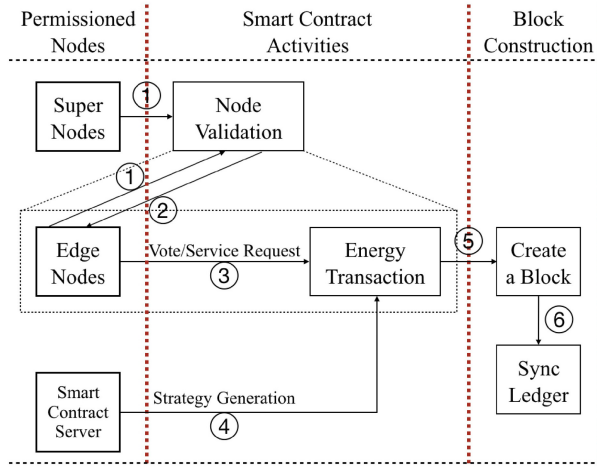 Permissioned
Nodes
Smart Contract
Activities
Block
Construction
Super
Nodes
①
Node
Validation
①
②
Edge
Nodes
Vote/Service Request
③
Energy
Transaction
⑤
Create
a Block
⑥
Smart
Contract
Server
Strategy Generation
④
Sync
Ledger